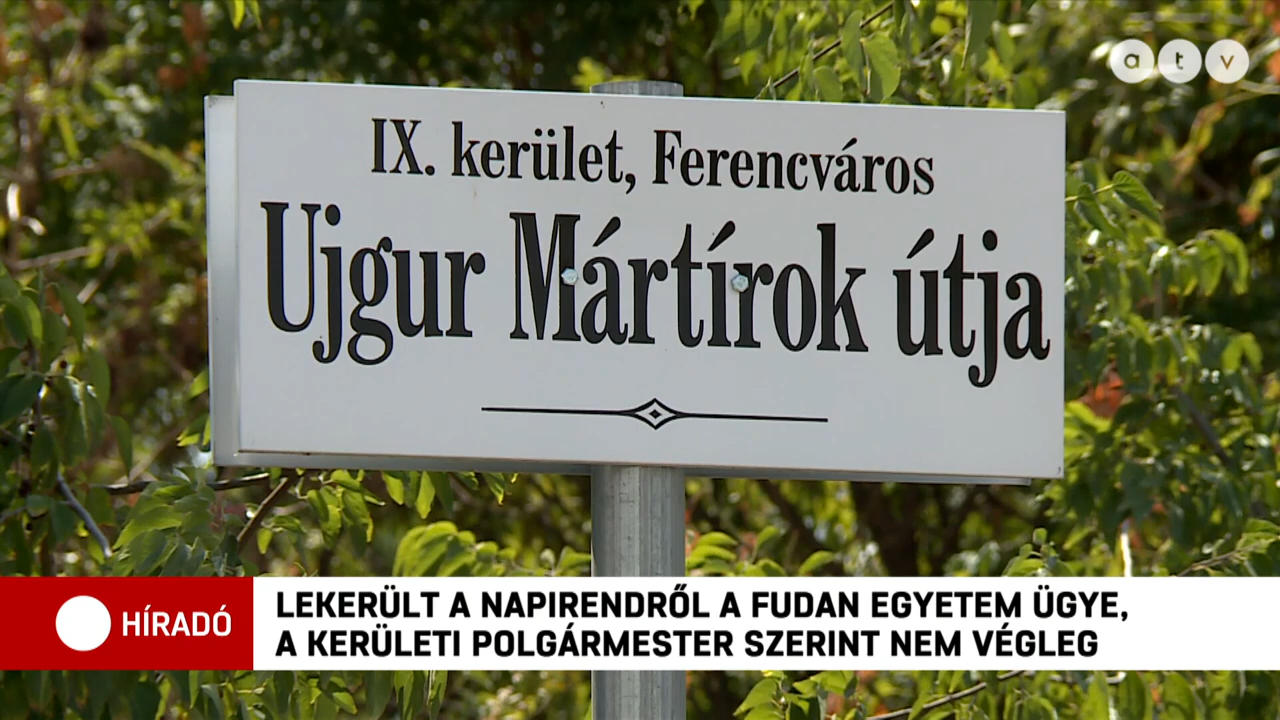 atv
IX. kerület, Ferencváros
Ujgur Mártírok útja
HÍRADÓ
LEKERÜLT A NAPIRENDRŐL A FUDAN EGYETEM ÜGYE,
A KERÜLETI POLGÁRMESTER SZERINT NEM VÉGLEG